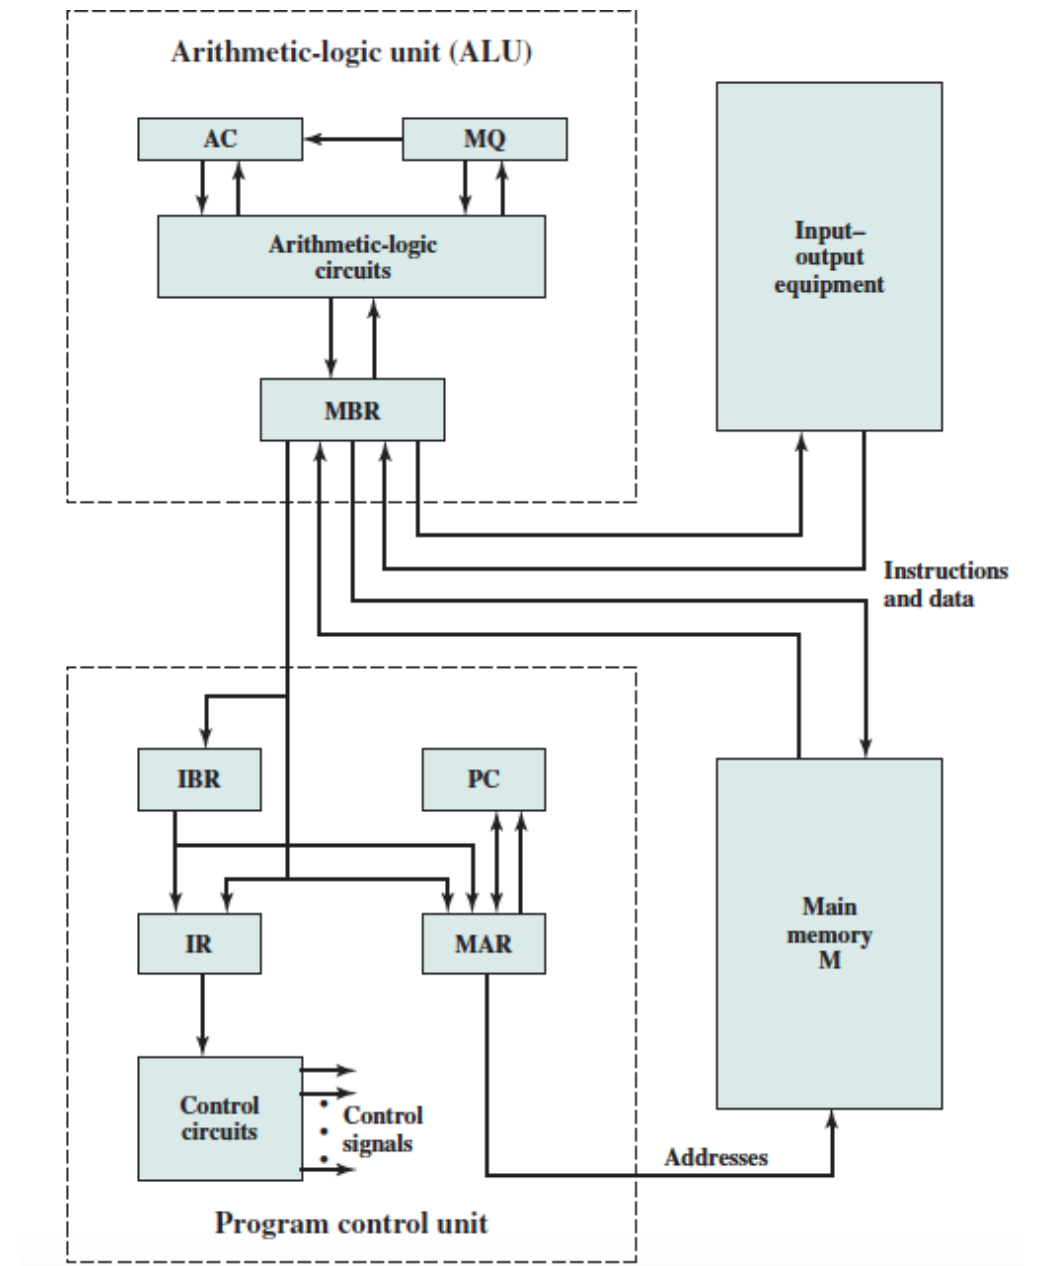 Arithmetic-logic unit (ALU)
AC
MQ
Arithmetic-logic
circuits
Input–
output
equipment
MBR
Instructions
and data
IBR
PC
IR
MAR
Main
memory
M
Control
circuits
Control
signals
Addresses
Program control unit